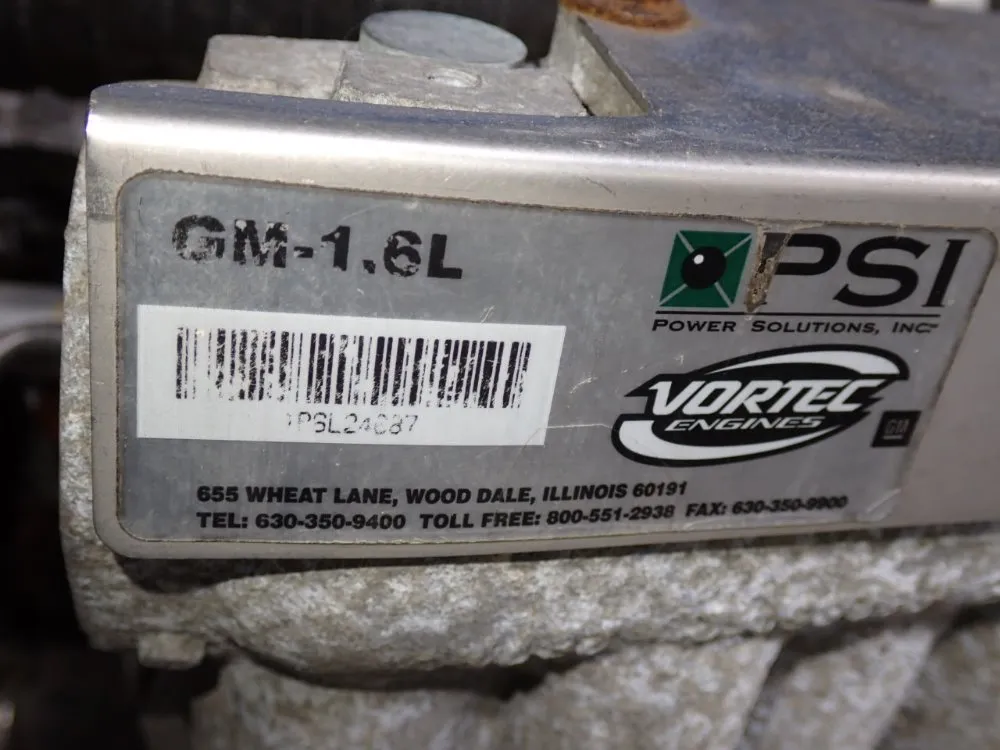 GM-1.6L
PSI
POWER SOLUTIONS, INC™
VORTEC
ENGINES
GM
655 WHEAT LANE, WOOD DALE, ILLINOIS 60191
TEL: 630-350-9400 TOLL FREE: 800-551-2938 FAX: 630-350-9900